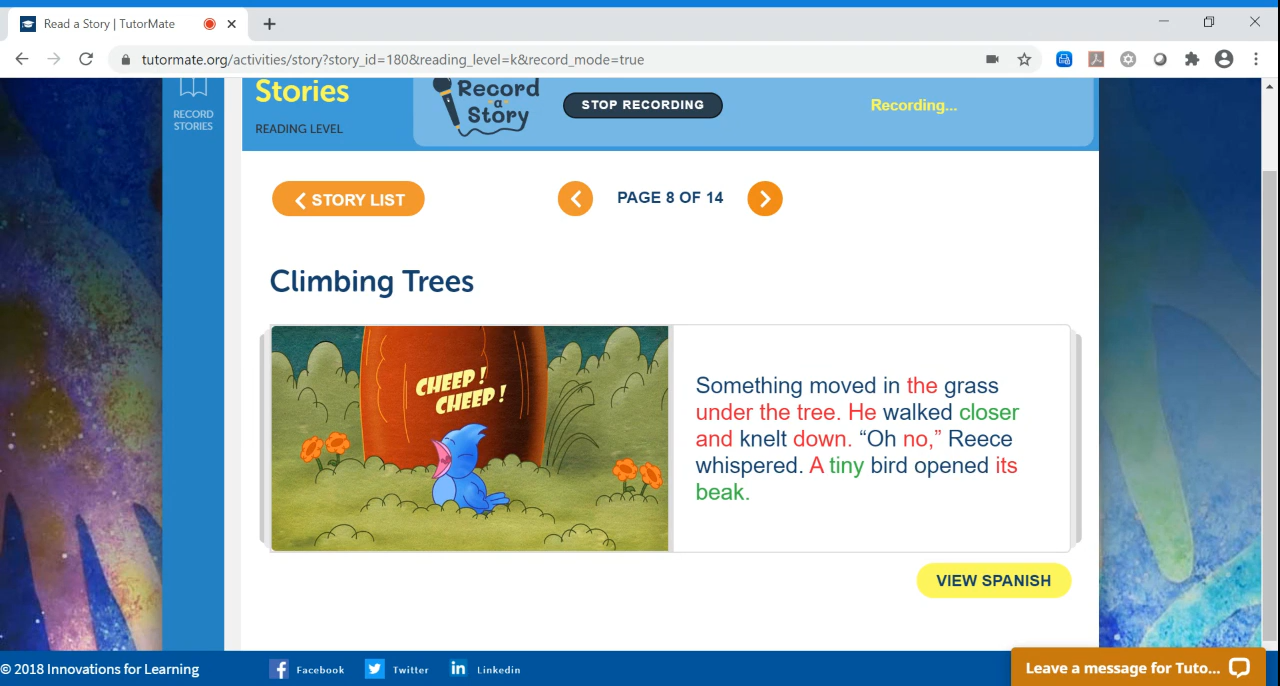 Read a Story | TutorMate
tutormate.org/activities/story?story_id=180&reading_level=k&record_mode=true
RECORD
STORIES
Stories
READING LEVEL
Record
a
Story
STOP RECORDING
Recording...
STORY LIST
PAGE 8 OF 14
Climbing Trees
CHEEP !
CHEEP !
Something moved in the grass
under the tree. He walked closer
and knelt down. “Oh no,” Reece
whispered. A tiny bird opened its
beak.
VIEW SPANISH
© 2018 Innovations for Learning
Facebook
Twitter
Linkedin
Leave a message for Tuto...